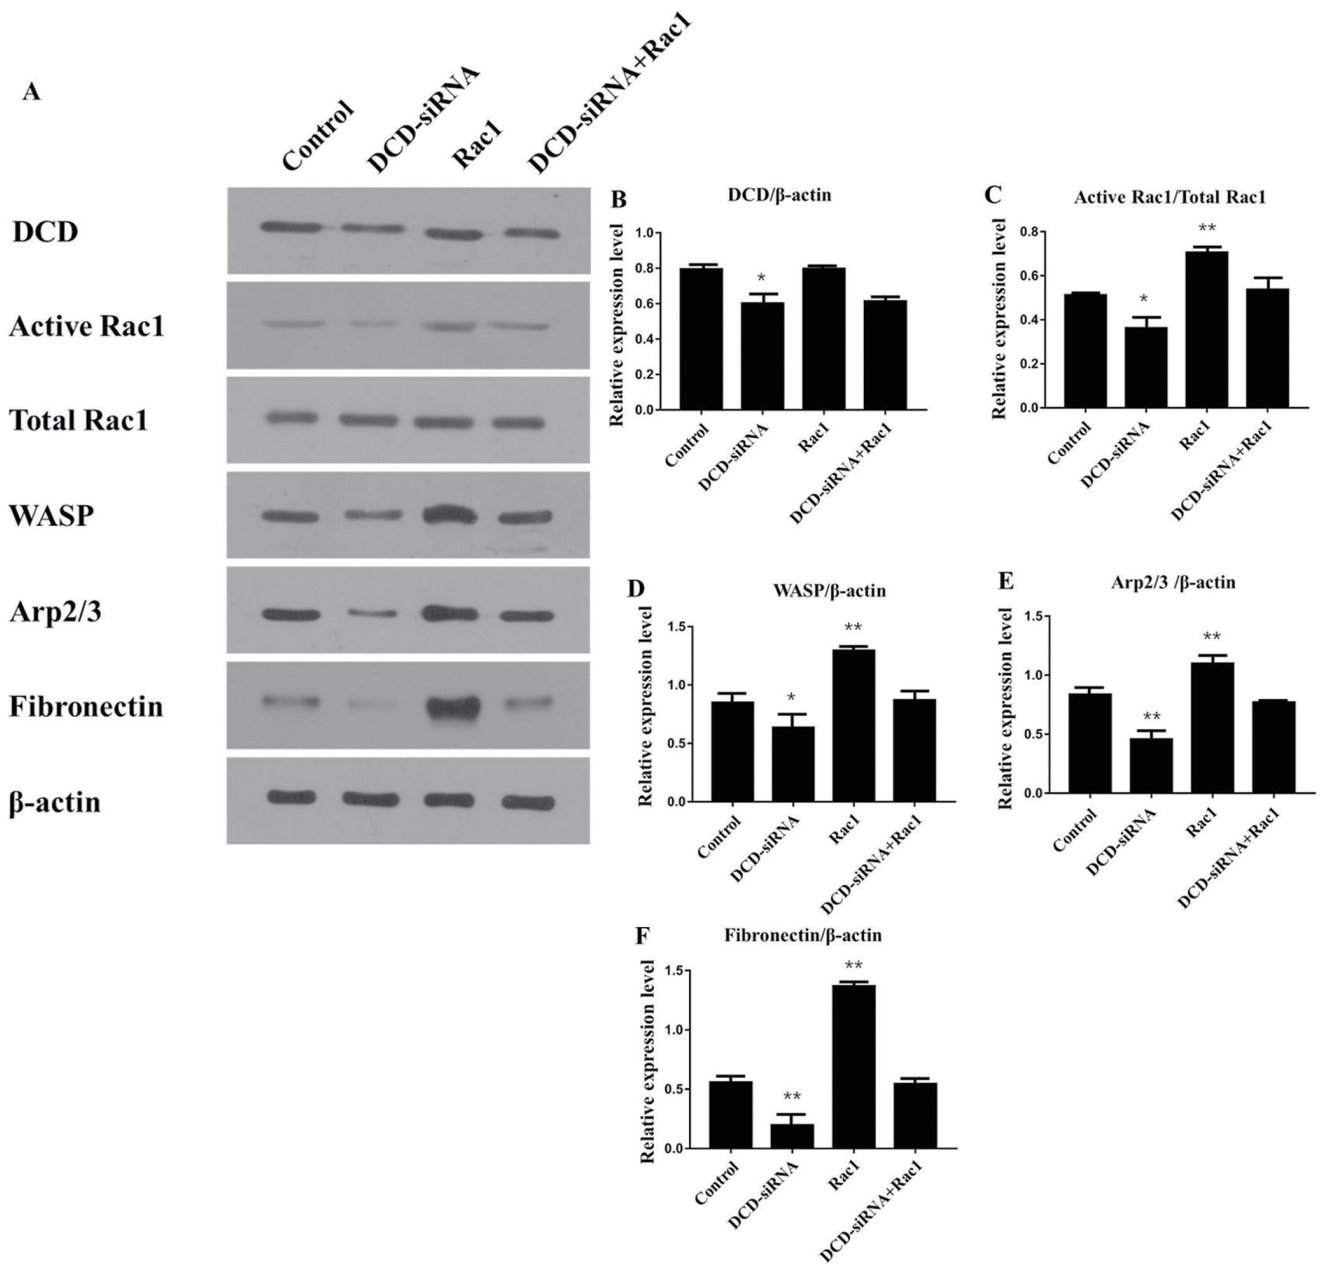 A
Control
DCD-siRNA
Rac1
DCD-siRNA+Rac1
DCD
Active Rac1
Total Rac1
WASP
Arp2/3
Fibronectin
β-actin
B
DCD/β-actin
Relative expression level
1.0
0.8
0.6
0.4
0.2
0.0
*
Control
DCD-siRNA
Rac1
DCD-siRNA+Rac1
C
Active Rac1/Total Rac1
Relative expression level
0.8
0.6
0.4
0.2
0.0
*
**
Control
DCD-siRNA
Rac1
DCD-siRNA+Rac1
D
WASP/β-actin
Relative expression level
1.5
1.0
0.5
0.0
*
**
Control
DCD-siRNA
Rac1
DCD-siRNA+Rac1
E
Arp2/3 /β-actin
Relative expression level
1.5
1.0
0.5
0.0
**
**
Control
DCD-siRNA
Rac1
DCD-siRNA+Rac1
F
Fibronectin/β-actin
Relative expression level
1.5
1.0
0.5
0.0
**
**
Control
DCD-siRNA
Rac1
DCD-siRNA+Rac1